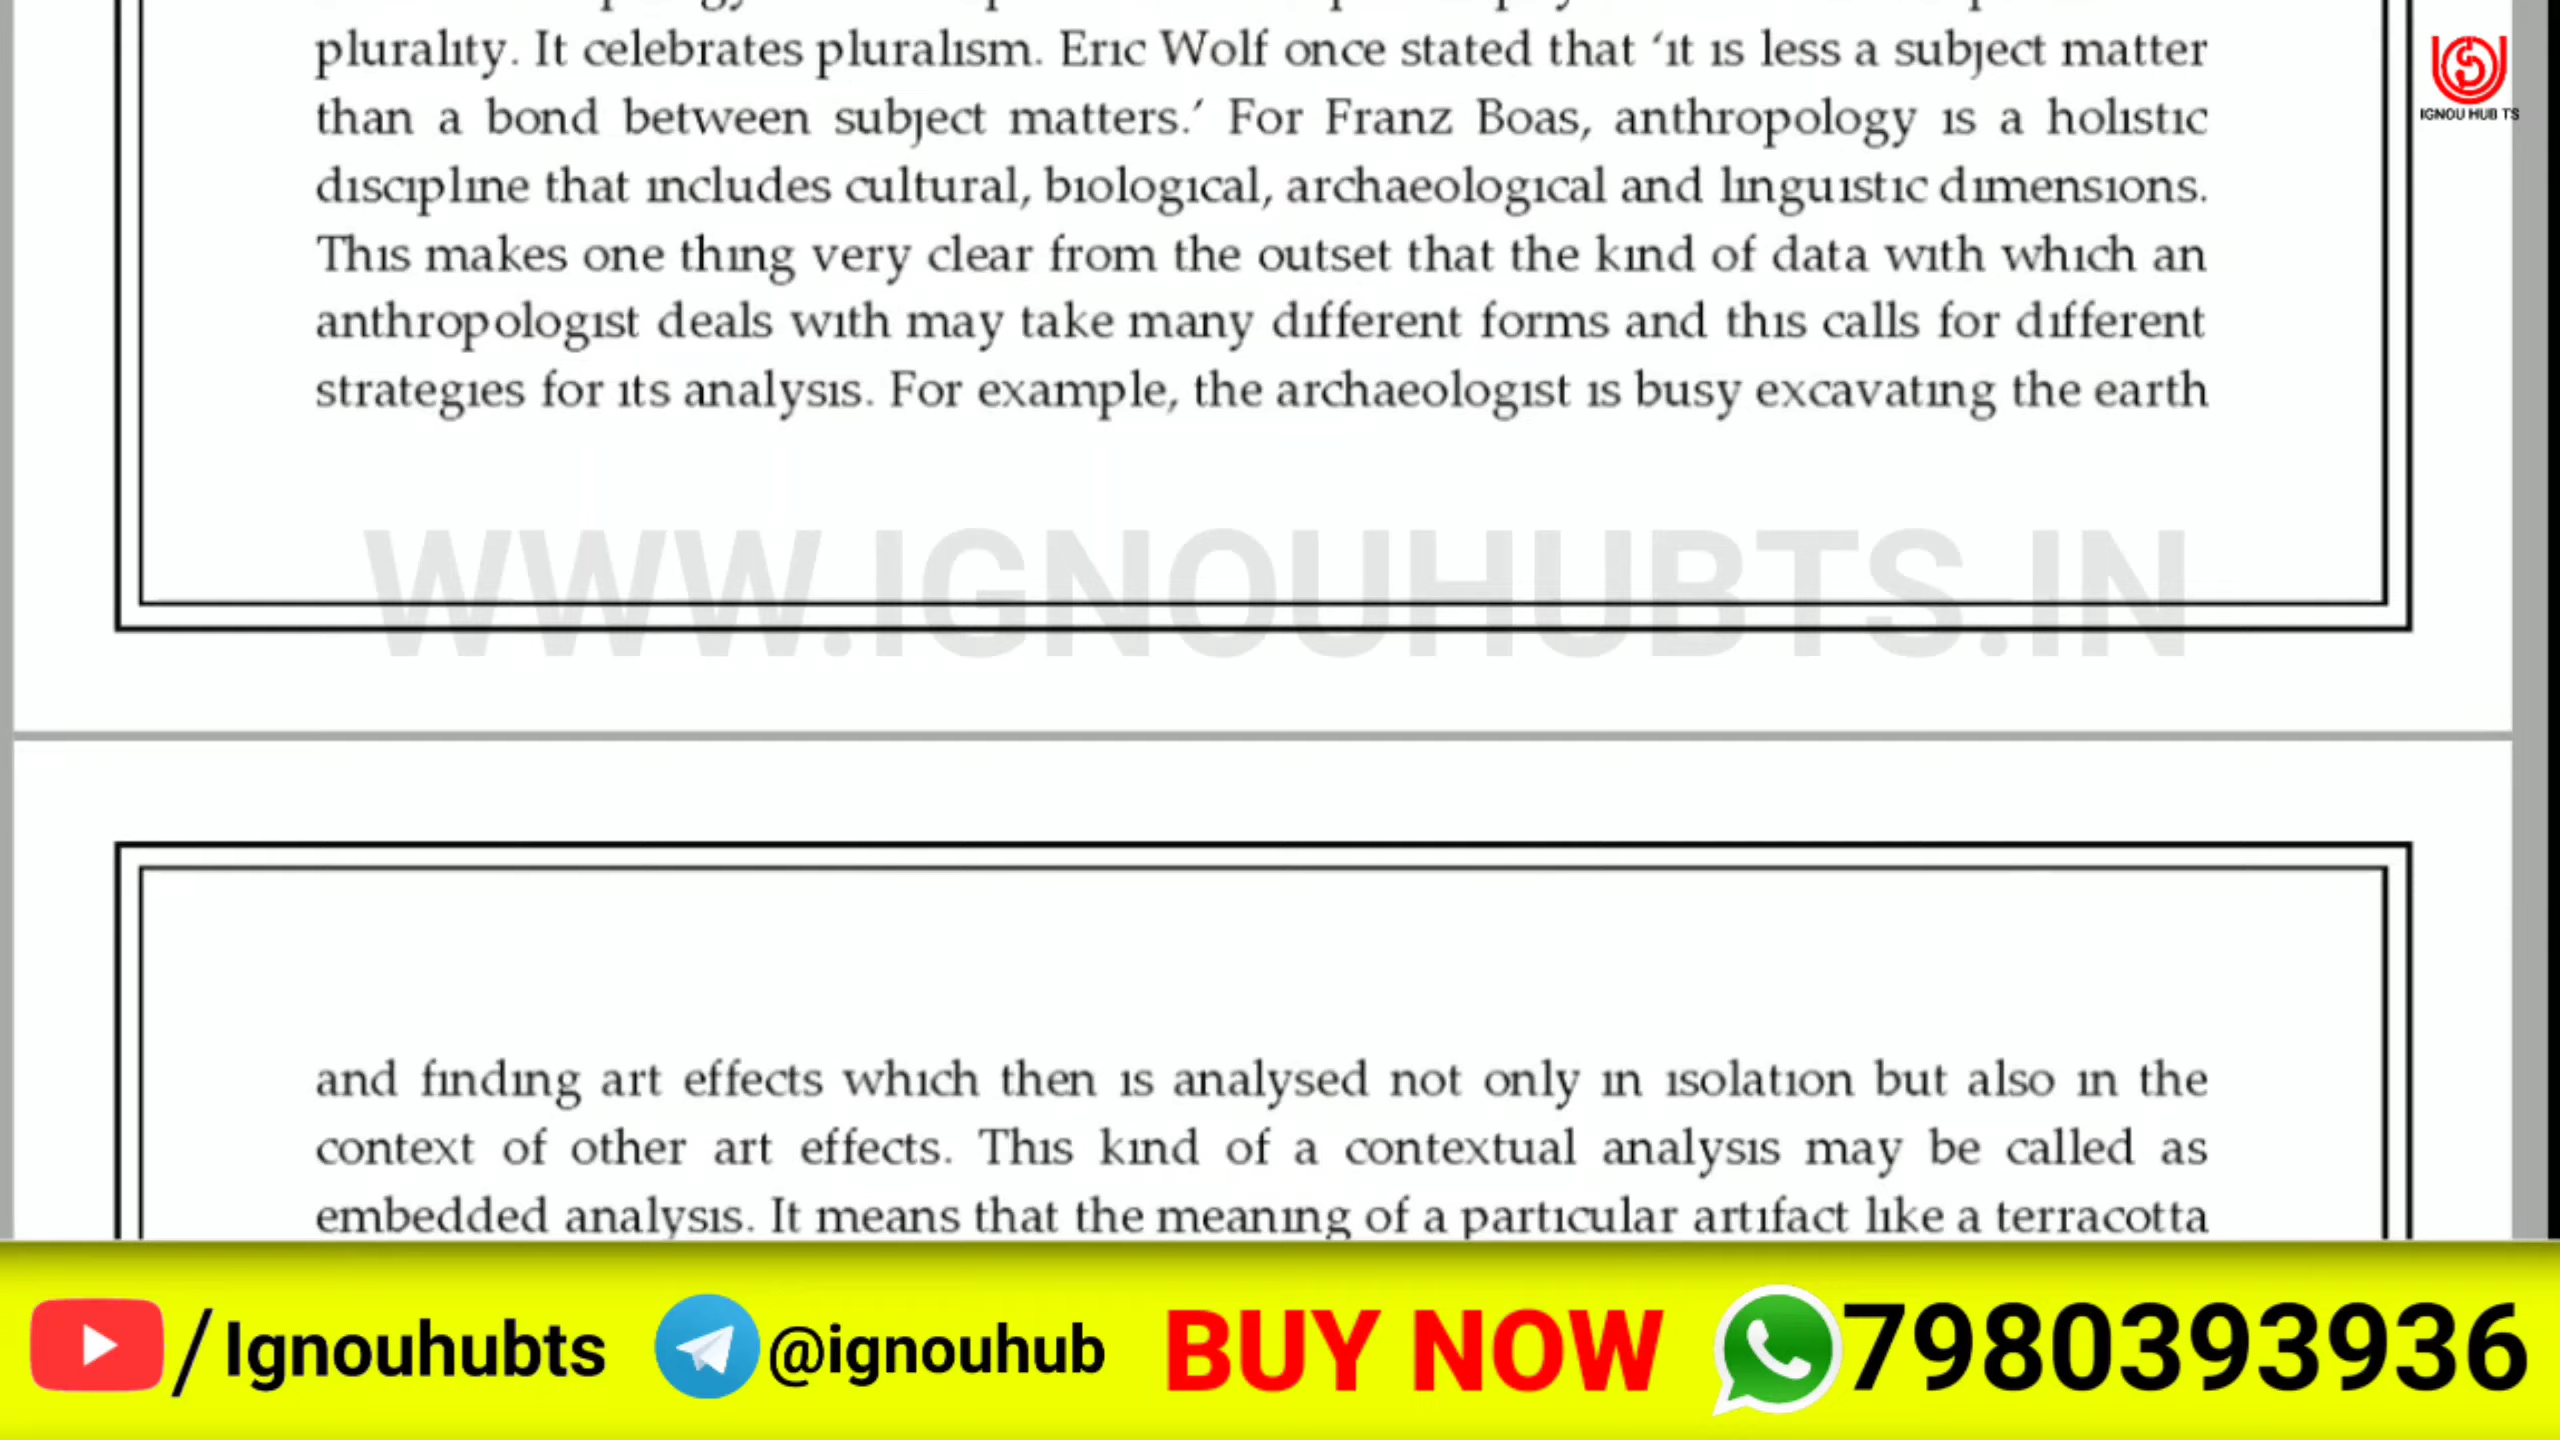 plurality. It celebrates pluralism. Eric Wolf once stated that ‘it is less a subject matter
than a bond between subject matters.’ For Franz Boas, anthropology is a holistic
discipline that includes cultural, biological, archaeological and linguistic dimensions.
This makes one thing very clear from the outset that the kind of data with which an
anthropologist deals with may take many different forms and this calls for different
strategies for its analysis. For example, the archaeologist is busy excavating the earth
WWW.IGNOUHUBTS.IN
and finding art effects which then is analysed not only in isolation but also in the
context of other art effects. This kind of a contextual analysis may be called as
embedded analysis. It means that the meaning of a particular artifact like a terracotta
IGNOU HUB TS
/Ignouhubts @ignouhub BUY NOW 7980393936